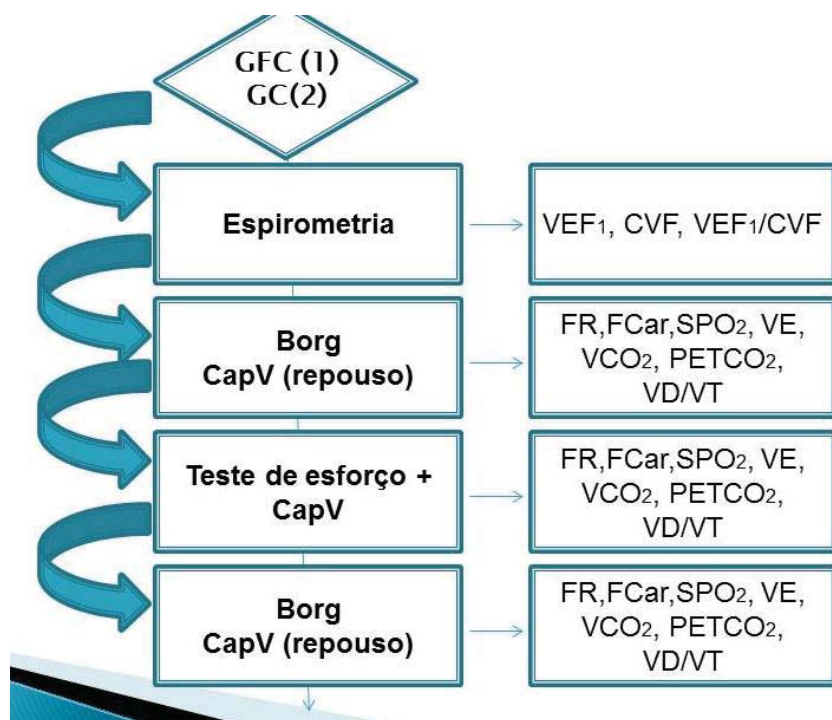 GFC (1)
GC(2)
Espirometria
VEF1, CVF, VEF1/CVF
Borg
CapV (repouso)
FR,FCar,SPO2, VE,
VCO2, PETCO2,
VD/VT
Teste de esforço +
CapV
FR,FCar,SPO2, VE,
VCO2, PETCO2,
VD/VT
Borg
CapV (repouso)
FR,FCar,SPO2, VE,
VCO2, PETCO2,
VD/VT